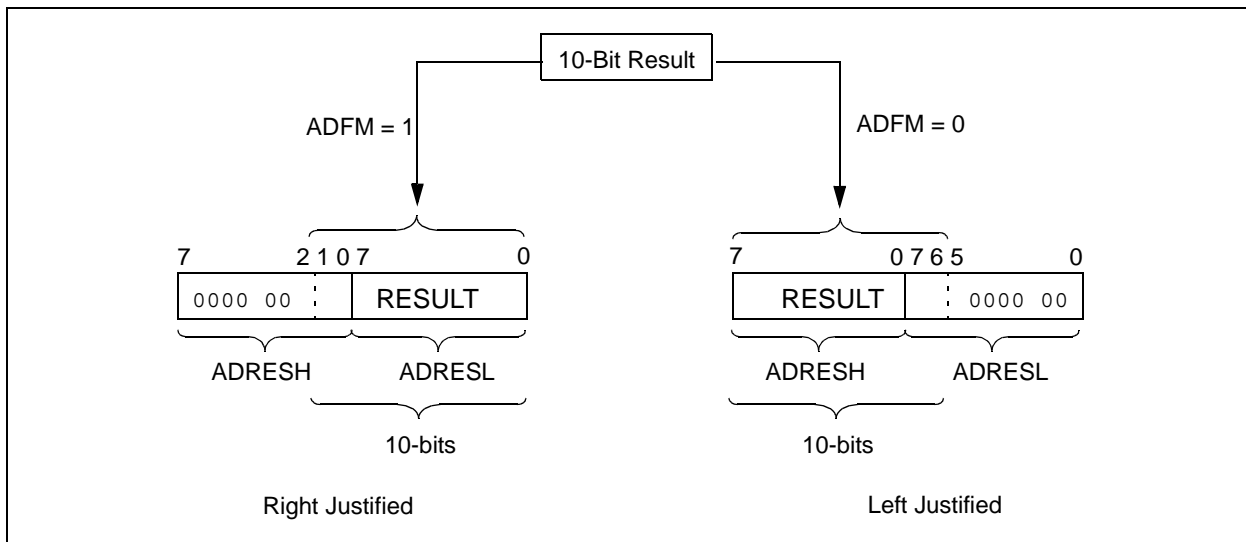 10-Bit Result
ADFM = 1
ADFM = 0
7 2 1 0 7 0
7 0 7 6 5 0
0000 00 RESULT
RESULT 0000 00
ADRESH ADRESL
ADRESH ADRESL
10-bits
10-bits
Right Justified
Left Justified